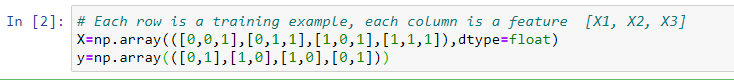 In [2]: # Each row is a training example, each column is a feature  [X1, X2, X3]
X=np.array(([0,0,1],[0,1,1],[1,0,1],[1,1,1]),dtype=float)
y=np.array(([0,1],[1,0],[1,0],[0,1]))